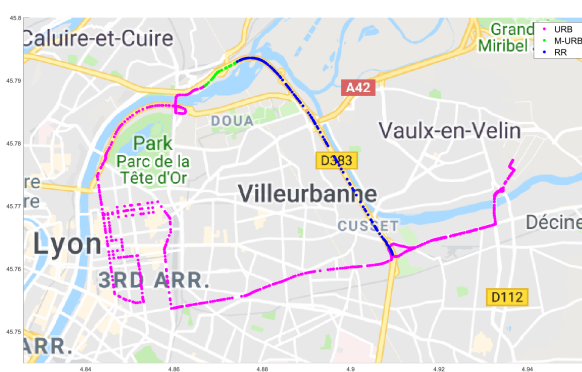 45.8
Caluire-et-Cuire
Grand
Miribel
URB
M-URB
RR
45.79
A42
45.78
DOUA
Vaulx-en-Velin
Park
Parc de la
Tête d'Or
D383
re
re
45.77
Villeurbanne
CUSSET
Décine
Lyon
45.76
3RD ARR.
D112
45.75
ARR.
4.84
4.86
4.88
4.9
4.92
4.94